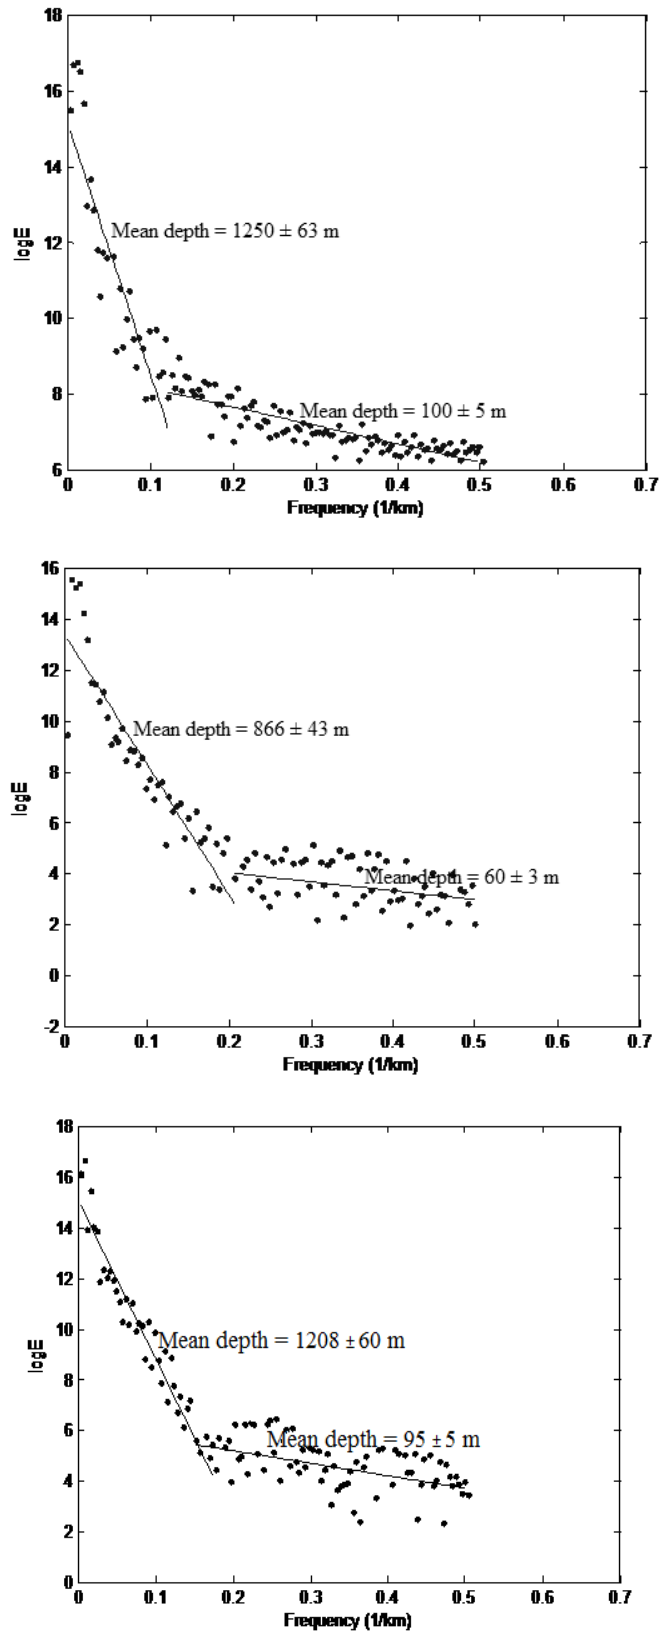 18
16
14
12
10
8
6
logE
Mean depth = 1250 ± 63 m
Mean depth = 100 ± 5 m
0 0.1 0.2 0.3 0.4 0.5 0.6 0.7
Frequency (1/km)
16
14
12
10
8
6
4
2
0
-2
logE
Mean depth = 866 ± 43 m
Mean depth = 60 ± 3 m
0 0.1 0.2 0.3 0.4 0.5 0.6 0.7
Frequency (1/km)
18
16
14
12
10
8
6
4
2
0
logE
Mean depth = 1208 ± 60 m
Mean depth = 95 ± 5 m
0 0.1 0.2 0.3 0.4 0.5 0.6 0.7
Frequency (1/km)